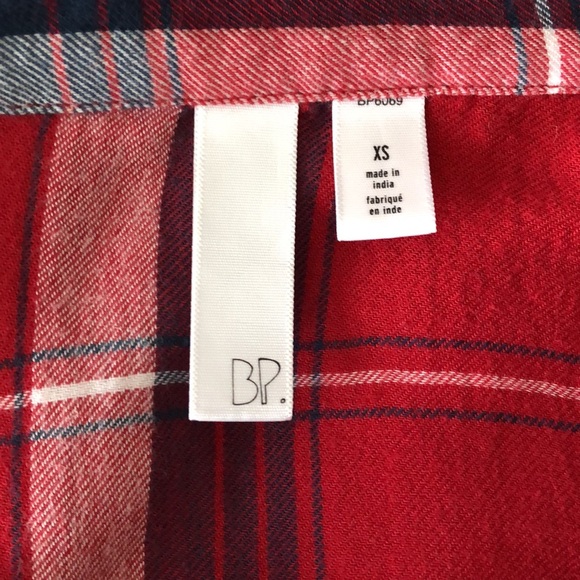 BP6069
XS
made in
india
fabriqué
en inde
BP.